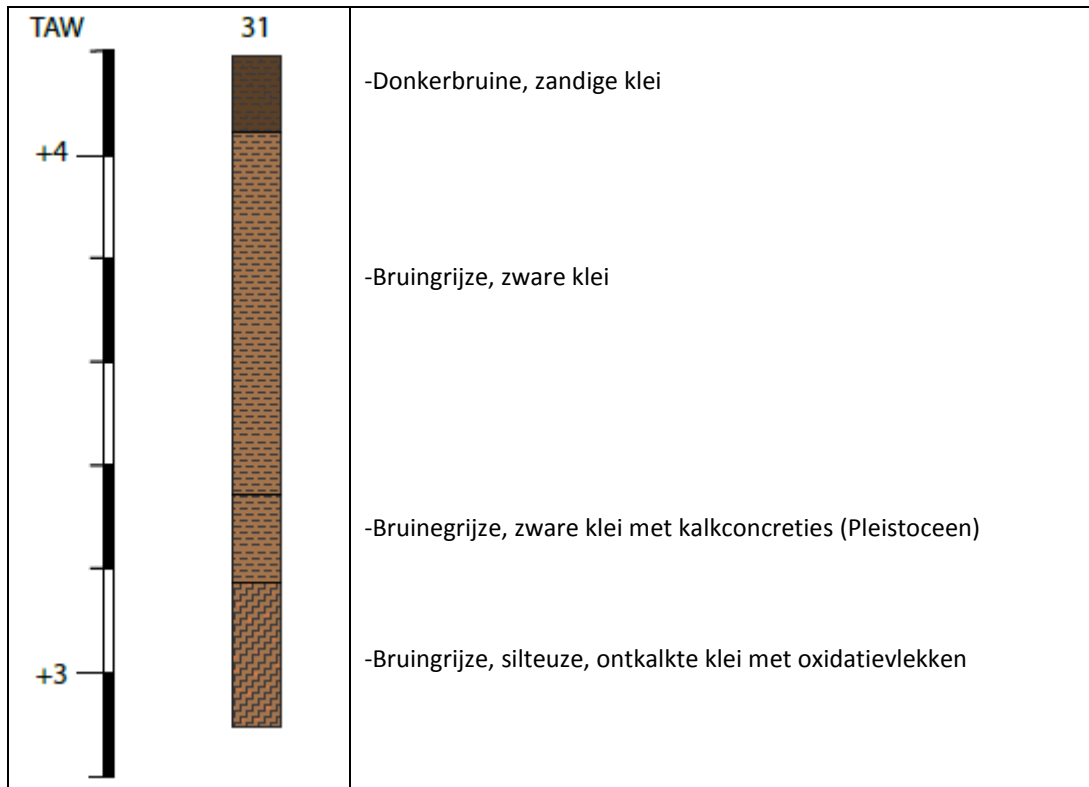 TAW 31
-Donkerbruine, zandige klei
+4
-Bruingrijze, zware klei
-Bruinegrijze, zware klei met kalkconcreties (Pleistoceen)
-Bruingrijze, silteuze, ontkalkte klei met oxidatievlekken
+3